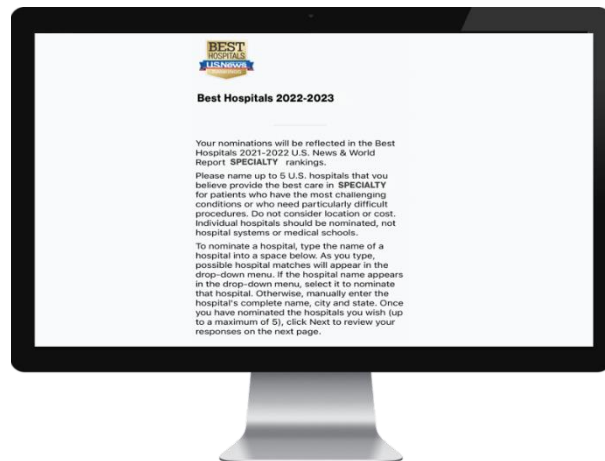 BEST
HOSPITALS
U.S.News
Best Hospitals 2022-2023
Your nominations will be reflected in the Best
Hospitals 2021-2022 U.S. News & World
Report SPECIALTY rankings.
Please name up to 5 U.S. hospitals that you
believe provide the best care in SPECIALTY
for patients who have the most challenging
conditions or who need particularly difficult
procedures. Do not consider location or cost.
Individual hospitals should be nominated, not
hospital systems or medical schools.
To nominate a hospital, type the name of a
hospital into a space below. As you type,
possible hospital matches will appear in the
drop-down menu. If the hospital name appears
in the drop-down menu, select it to nominate
that hospital. Otherwise, manually enter the
hospital's complete name, city and state. Once
you have nominated the hospitals you wish (up
to a maximum of 5), click Next to review your
responses on the next page.